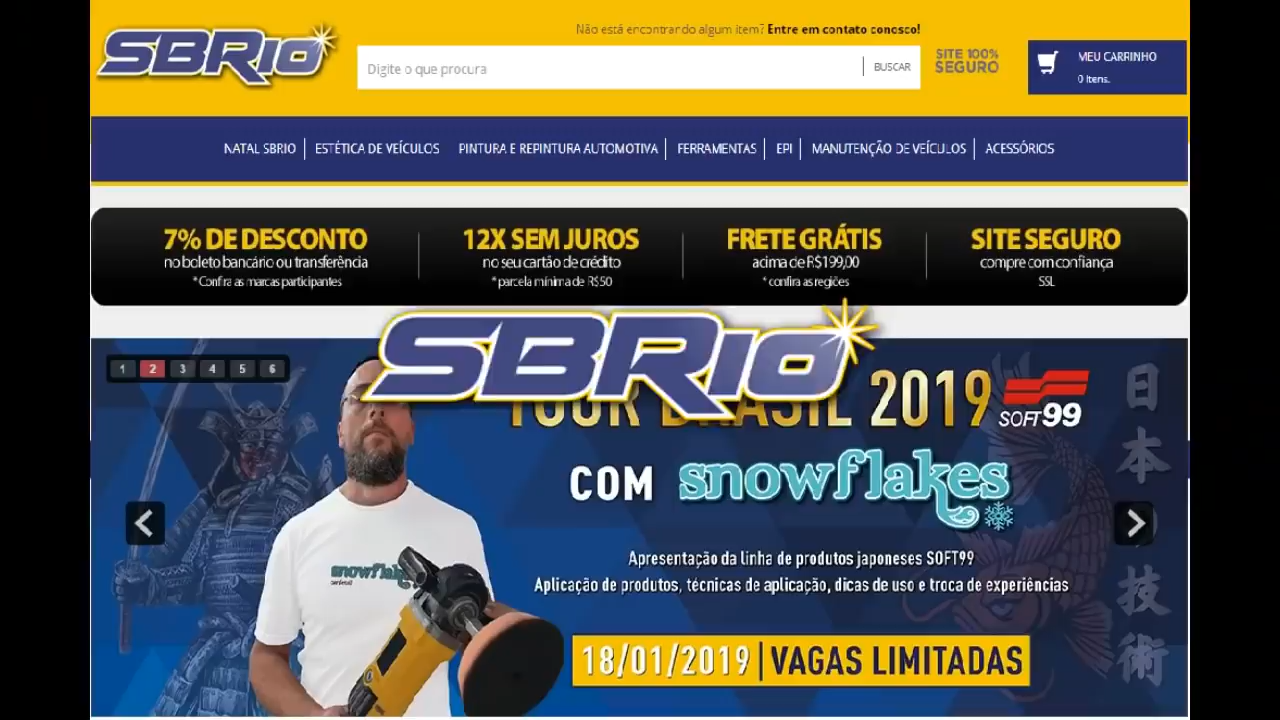 SBRio
Não está encontrando algum item? Entre em contato conosco!
Digite o que procura
BUSCAR
SITE 100%
SEGURO
MEU CARRINHO
0 Itens.
NATAL SBRIO
ESTÉTICA DE VEÍCULOS
PINTURA E REPINTURA AUTOMOTIVA
FERRAMENTAS
EPI
MANUTENÇÃO DE VEÍCULOS
ACESSÓRIOS
7% DE DESCONTO
no boleto bancário ou transferência
* Confira as marcas participantes
12X SEM JUROS
no seu cartão de crédito
* parcela mínima de R$50
FRETE GRÁTIS
acima de R$199,00
* confira as regiões
SITE SEGURO
compre com confiança
SSL
SBRio
1 2 3 4 5 6
TOUR BRASIL 2019
SOFT99
COM snowflakes
日本技術
snowflakes
Apresentação da linha de produtos japoneses SOFT99
Aplicação de produtos, técnicas de aplicação, dicas de uso e troca de experiências
18/01/2019 | VAGAS LIMITADAS